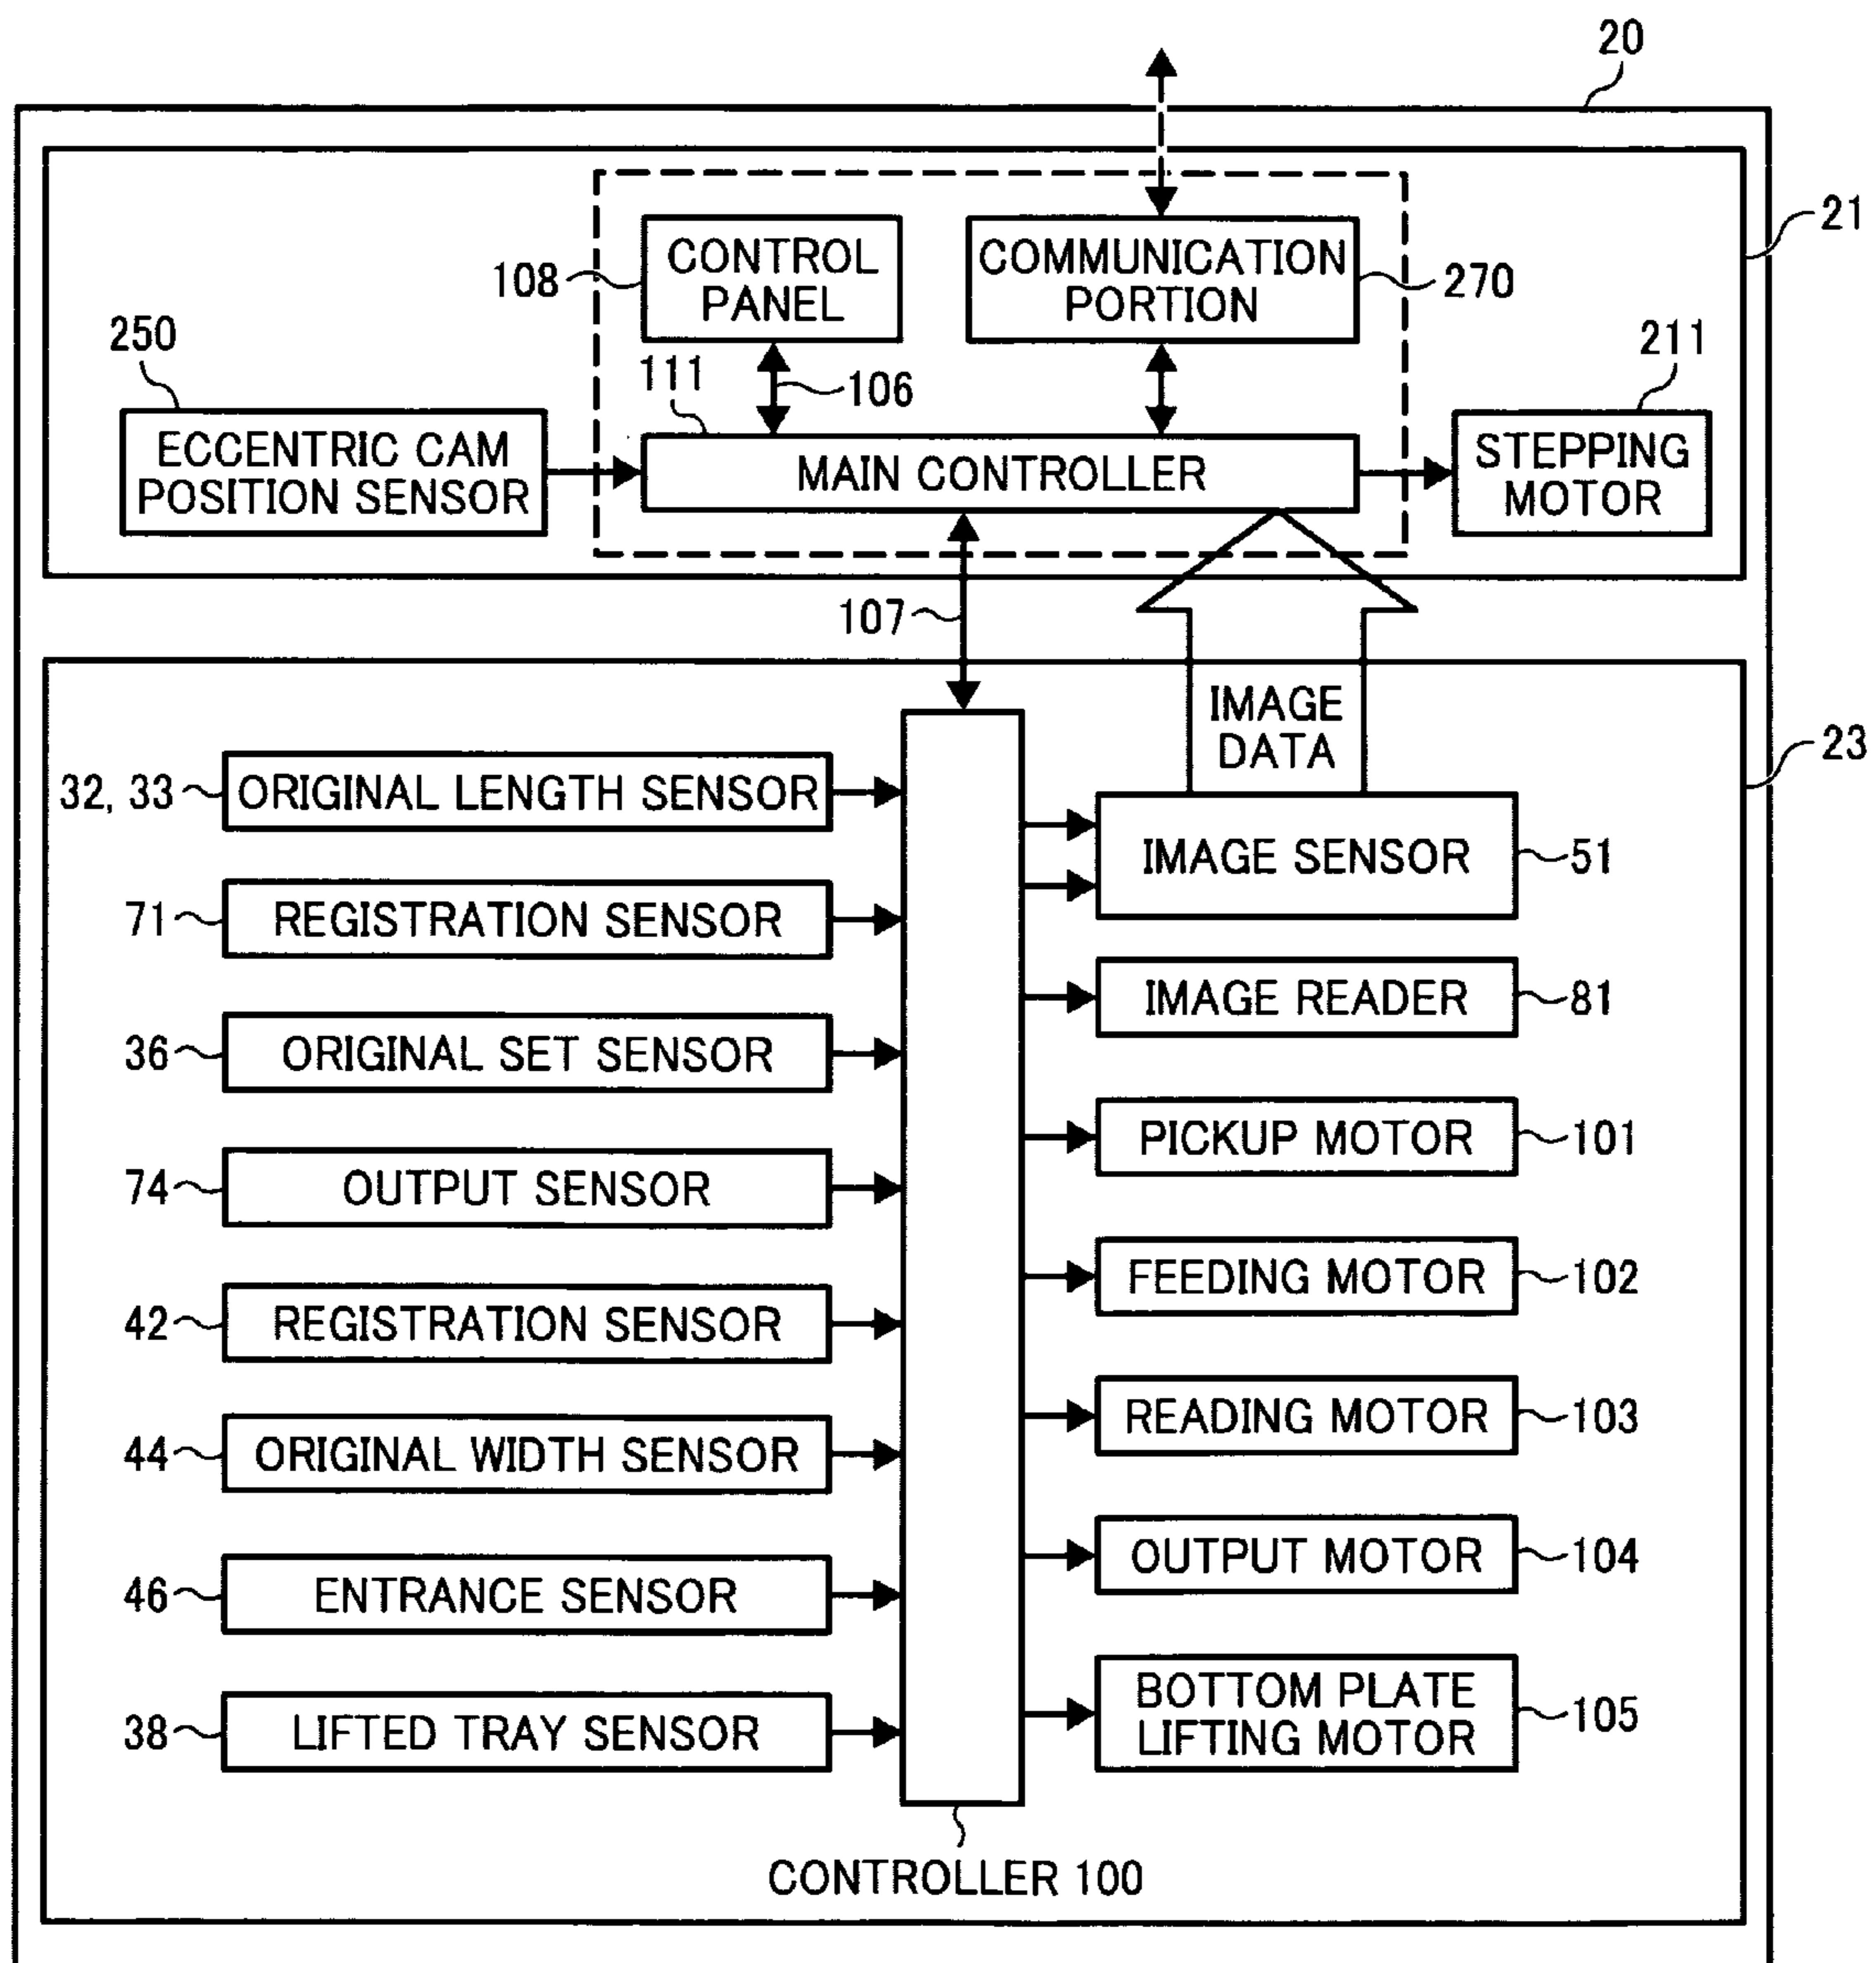 20
21
CONTROL
PANEL
108
COMMUNICATION
PORTION
270
250
111
106
211
ECCENTRIC CAM
POSITION SENSOR
MAIN CONTROLLER
STEPPING
MOTOR
107
IMAGE
DATA
23
32, 33
ORIGINAL LENGTH SENSOR
IMAGE SENSOR
51
71
REGISTRATION SENSOR
IMAGE READER
81
36
ORIGINAL SET SENSOR
PICKUP MOTOR
101
74
OUTPUT SENSOR
FEEDING MOTOR
102
42
REGISTRATION SENSOR
READING MOTOR
103
44
ORIGINAL WIDTH SENSOR
OUTPUT MOTOR
104
46
ENTRANCE SENSOR
BOTTOM PLATE
LIFTING MOTOR
105
38
LIFTED TRAY SENSOR
CONTROLLER 100